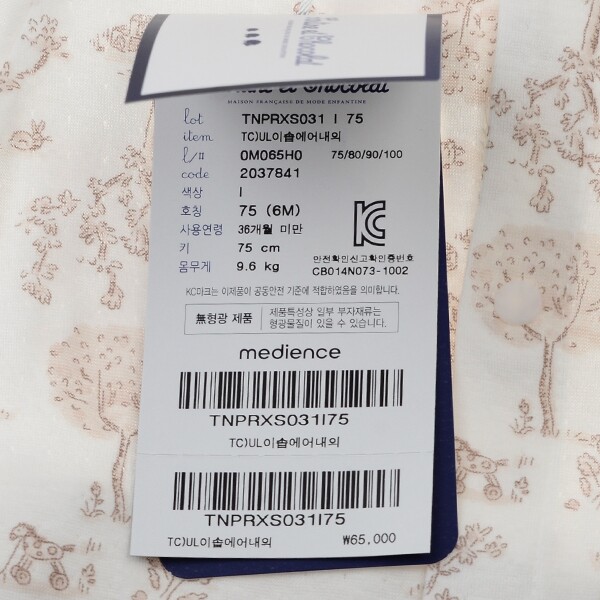 et Chocolat
MAISON FRANÇAISE DE MODE ENFANTINE
lot TNPRXS031 I 75
item TC)UL이솝에어내의
l/# 0M065H0 75/80/90/100
code 2037841
색상 I
호칭 75 (6M)
사용연령 36개월 미만
키 75 cm
몸무게 9.6 kg
안전확인신고확인증번호
CB014N073-1002
KC마크는 이제품이 공통안전 기준에 적합하였음을 의미합니다.
無형광 제품
제품특성상 일부 부자재류는
형광물질이 있을 수 있습니다.
medience
TNPRXS031I75
TC)UL이솝에어내의
TNPRXS031I75
TC)UL이솝에어내의 ₩65,000